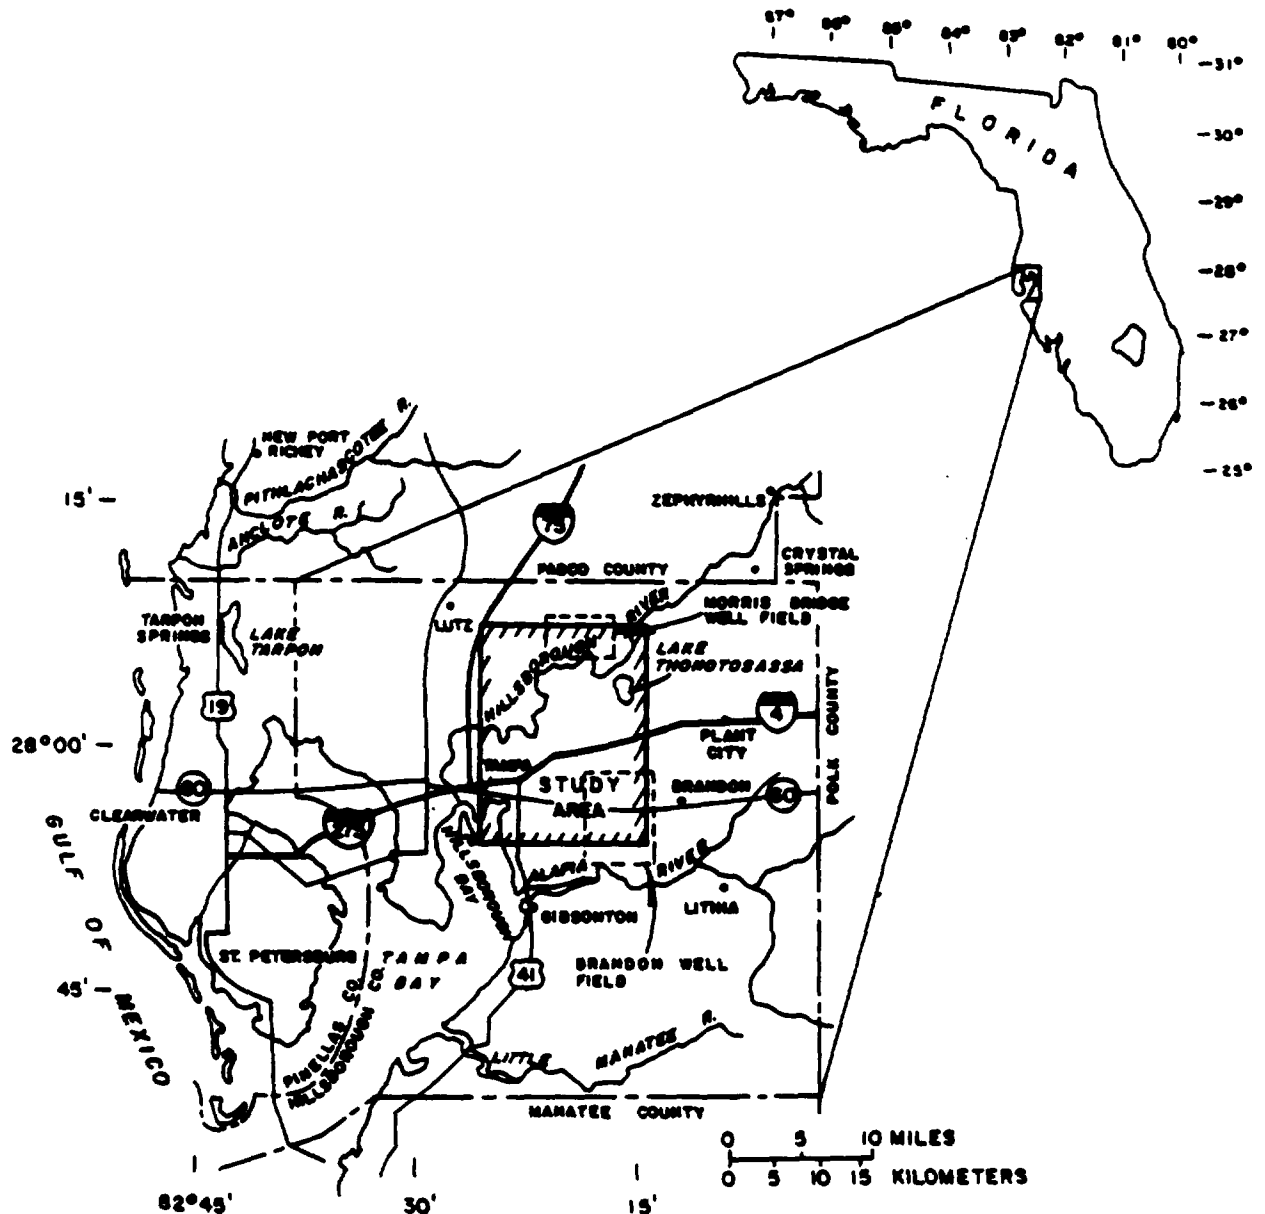 87° 86° 85° 84° 83° 82° 81° 80°
31°
30°
29°
28°
27°
26°
25°
FLORIDA
NEW PORT
RICHEY
PITHLACHASCOTEE R.
ANCLOTE R.
15'
75
ZEPHYRHILLS
CRYSTAL
SPRINGS
PASCO COUNTY
TARPON
SPRINGS
LAKE
TARPON
LUTZ
HILLSBOROUGH RIVER
MORRIS BRIDGE
WELL FIELD
LAKE
THONOTOSASSA
19
4
POLK COUNTY
28°00'
TAMPA
PLANT
CITY
60
STUDY
AREA
BRANDON
60
CLEARWATER
275
HILLSBOROUGH
BAY
ALAFIA RIVER
GULF OF MEXICO
GIBSONTON
LITHIA
ST. PETERSBURG
TAMPA
BAY
41
BRANDON WELL
FIELD
45'
PINELLAS CO.
HILLSBOROUGH CO.
LITTLE MANATEE R.
MANATEE COUNTY
0 5 10 MILES
0 5 10 15 KILOMETERS
82°45' 30' 15'